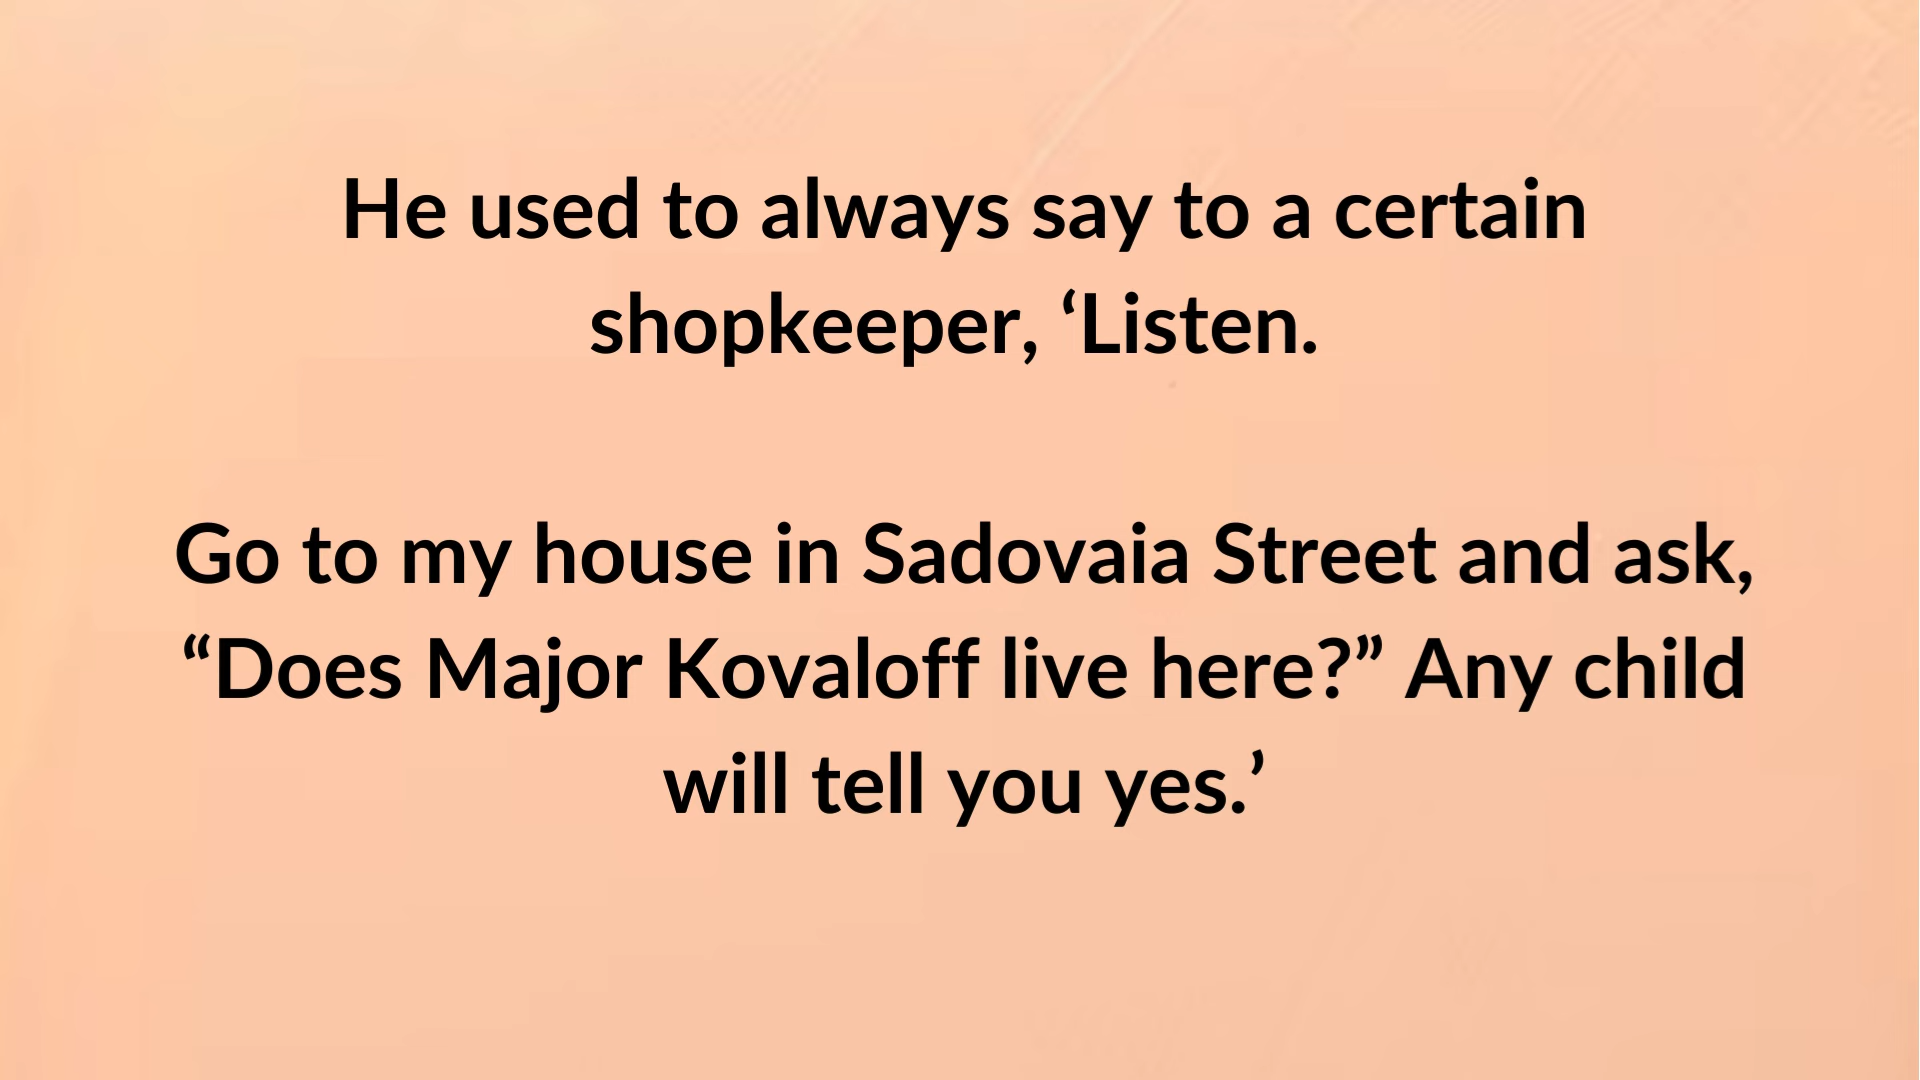 He used to always say to a certain
shopkeeper, ‘Listen.
Go to my house in Sadovaia Street and ask,
“Does Major Kovaloff live here?” Any child
will tell you yes.’